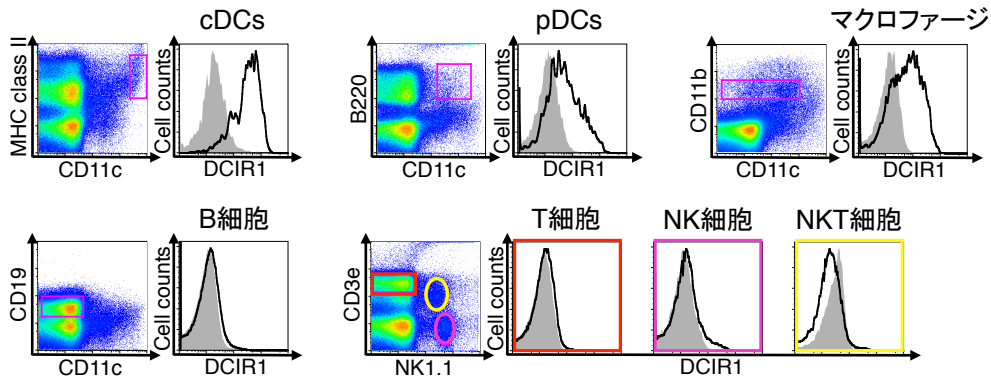 cDCs
MHC class II
CD11c
Cell counts
DCIR1
pDCs
B220
CD11c
Cell counts
DCIR1
マクロファージ
CD11b
CD11c
Cell counts
DCIR1
B細胞
CD19
CD11c
Cell counts
DCIR1
CD3e
NK1.1
T細胞
NK細胞
NKT細胞
Cell counts
DCIR1